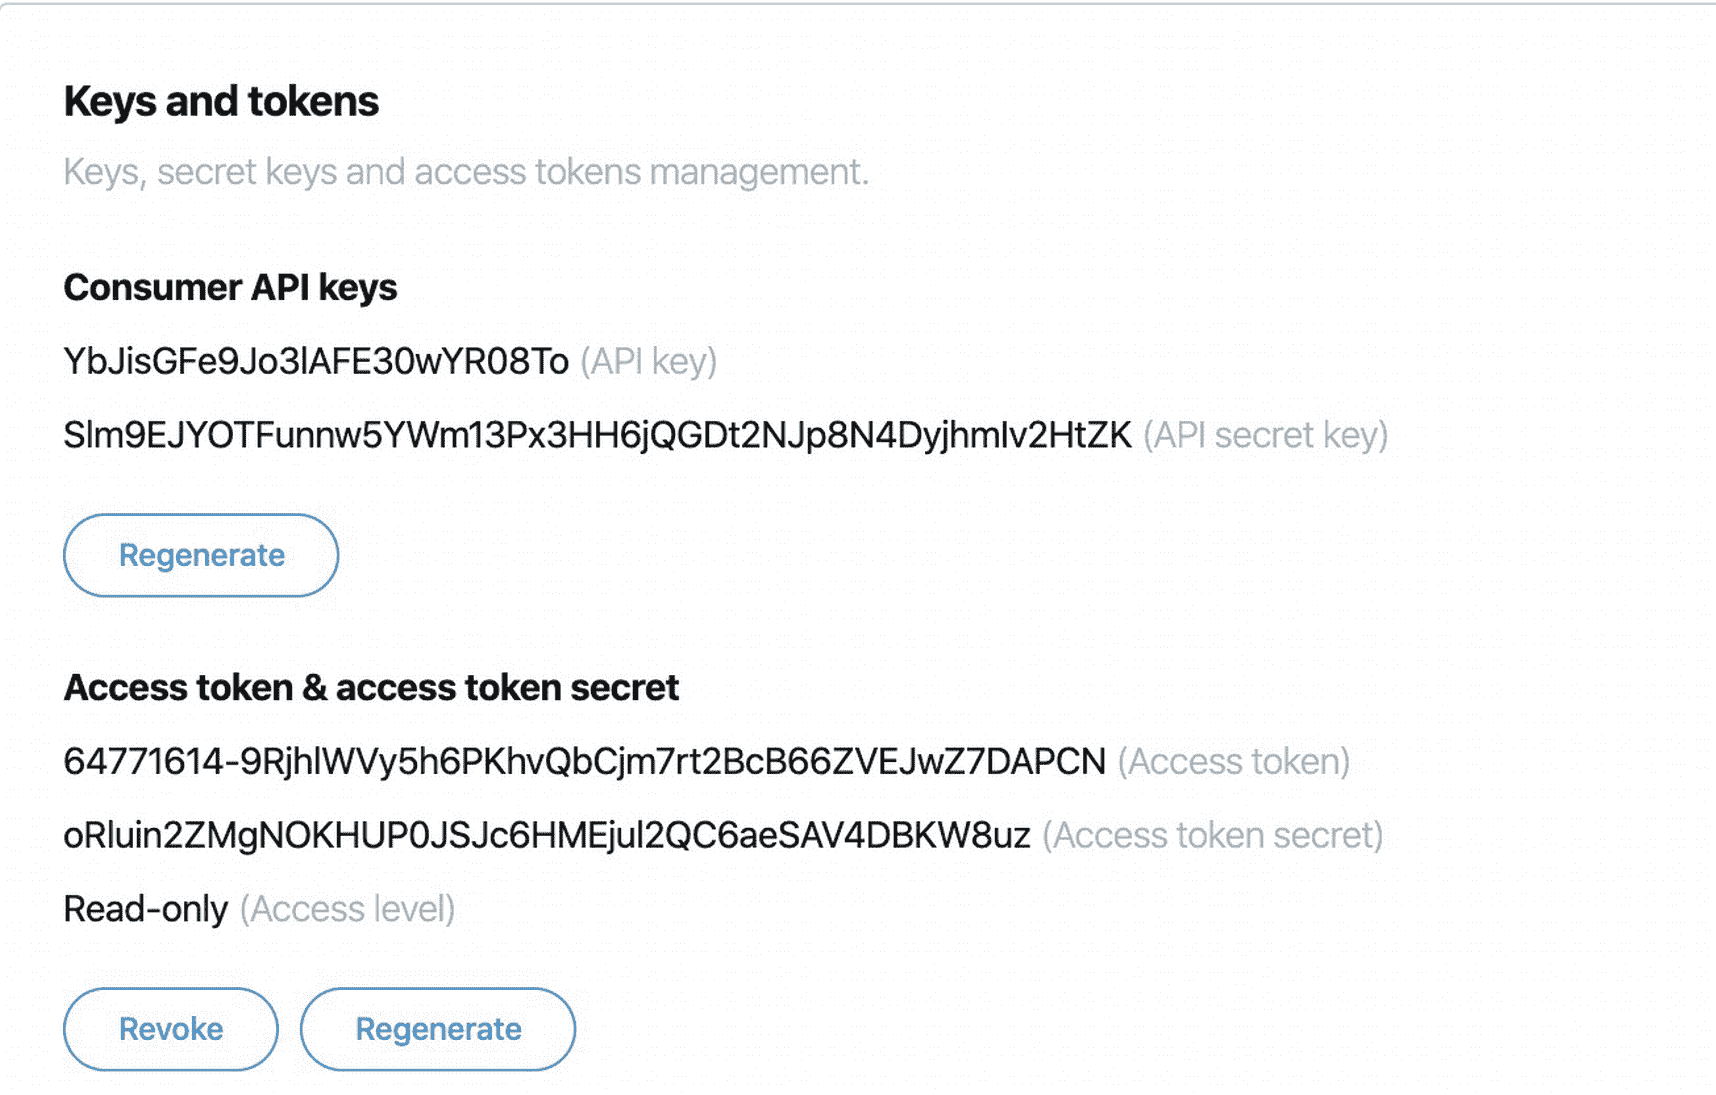 Keys and tokens
Keys, secret keys and access tokens management.
Consumer API keys
YbJisGFe9Jo3lAFE30wYR08To (API key)
Slm9EJYOTFunnw5YWm13Px3HH6jQGDt2NJp8N4DyjhmIv2HtZK (API secret key)
Regenerate
Access token & access token secret
64771614-9RjhlWVy5h6PKhvQbCjm7rt2BcB66ZVEJwZ7DAPCN (Access token)
oRluin2ZMgNOKHUP0JSJc6HMEjul2QC6aeSAV4DBKW8uz (Access token secret)
Read-only (Access level)
Revoke Regenerate